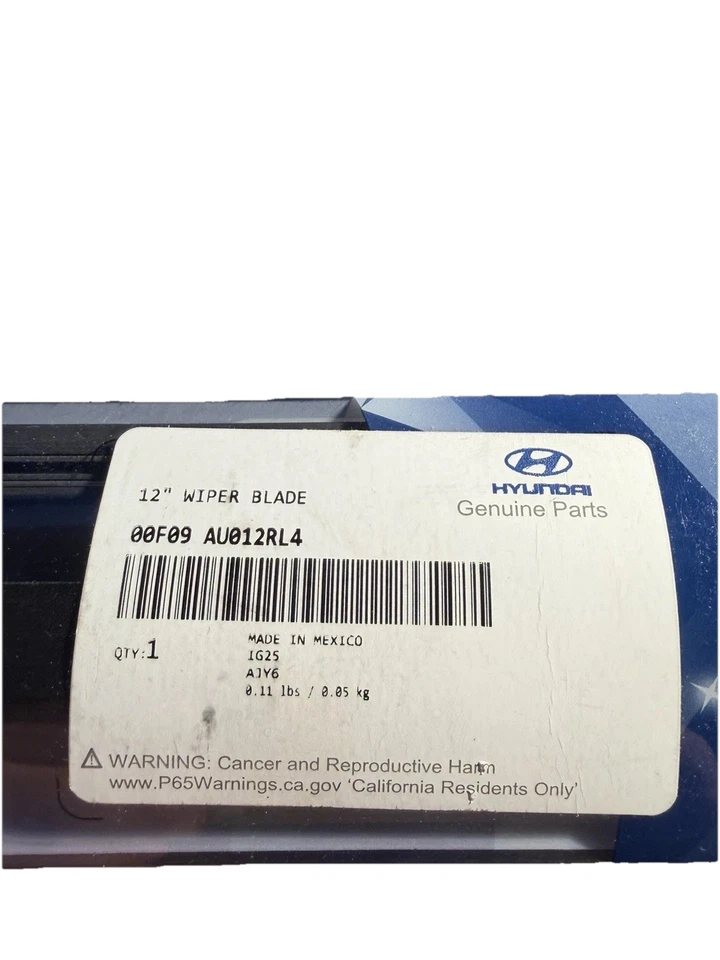 12" WIPER BLADE
HYUNDAI
Genuine Parts
00F09 AU012RL4
QTY:1
MADE IN MEXICO
IG25
AJY6
0.11 lbs / 0.05 kg
⚠ WARNING: Cancer and Reproductive Harm
www.P65Warnings.ca.gov 'California Residents Only'